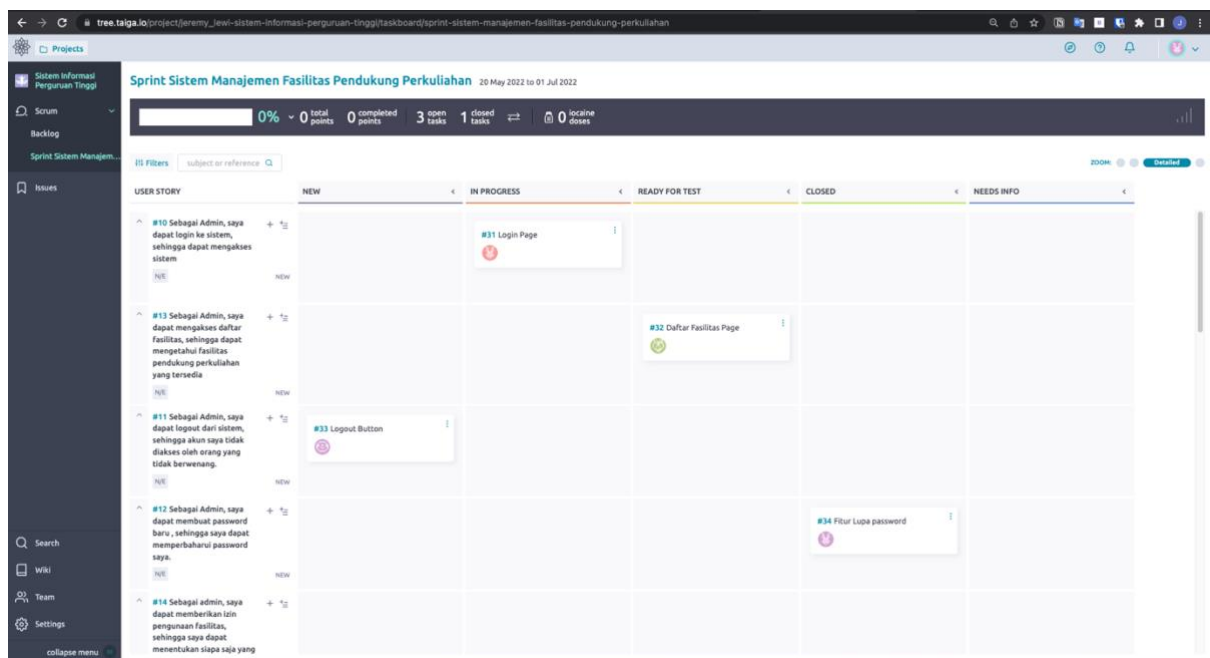 tree.taiga.io/project/jeremy_lewi-sistem-informasi-perguruan-tinggi/taskboard/sprint-sistem-manajemen-fasilitas-pendukung-perkuliahan
Projects
Sistem Informasi
Perguruan Tinggi
Scrum
Backlog
Sprint Sistem Manajem...
Issues
Search
Wiki
Team
Settings
collapse menu
Sprint Sistem Manajemen Fasilitas Pendukung Perkuliahan 20 May 2022 to 01 Jul 2022
0% 0 total points 0 completed points 3 open tasks 1 closed tasks 0 iocaine doses
Filters subject or reference
ZOOM: Detailed
USER STORY NEW IN PROGRESS READY FOR TEST CLOSED NEEDS INFO
#10 Sebagai Admin, saya
dapat login ke sistem,
sehingga dapat mengakses
sistem
N/E NEW
#31 Login Page
#13 Sebagai Admin, saya
dapat mengakses daftar
fasilitas, sehingga dapat
mengetahui fasilitas
pendukung perkuliahan
yang tersedia
N/E NEW
#32 Daftar Fasilitas Page
#11 Sebagai Admin, saya
dapat logout dari sistem,
sehingga akun saya tidak
diakses oleh orang yang
tidak berwenang.
N/E NEW
#33 Logout Button
#12 Sebagai Admin, saya
dapat membuat password
baru , sehingga saya dapat
memperbaharui password
saya.
N/E NEW
#34 Fitur Lupa password
#14 Sebagai admin, saya
dapat memberikan izin
pengunaan fasilitas,
sehingga saya dapat
menentukan siapa saja yang